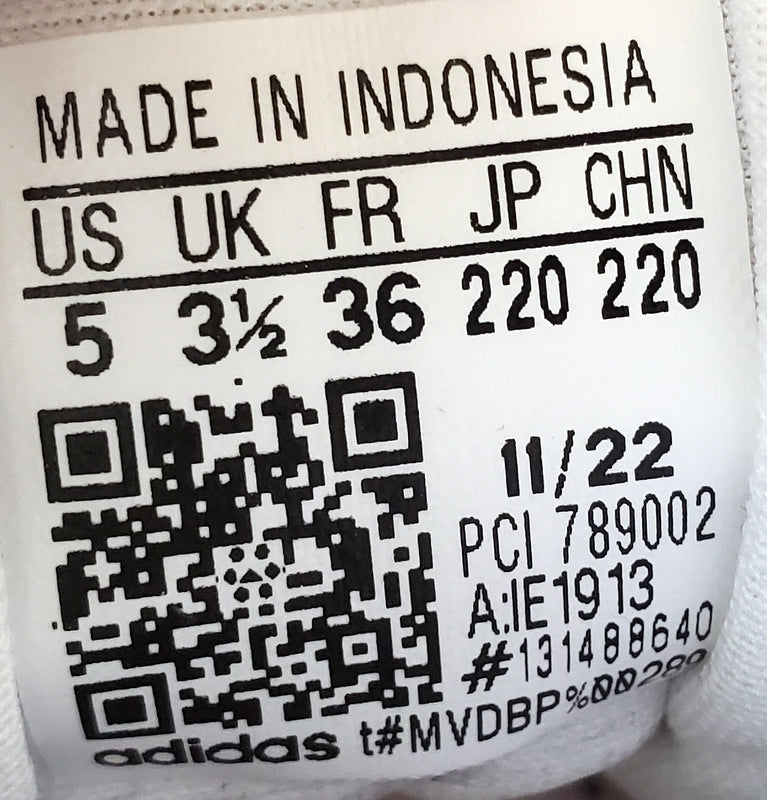 MADE IN INDONESIA
US UK FR JP CHN
5 3½ 36 220 220
11/22
PCI 789002
A:IE1913
#131488640
adidas t#MVDBP%00289